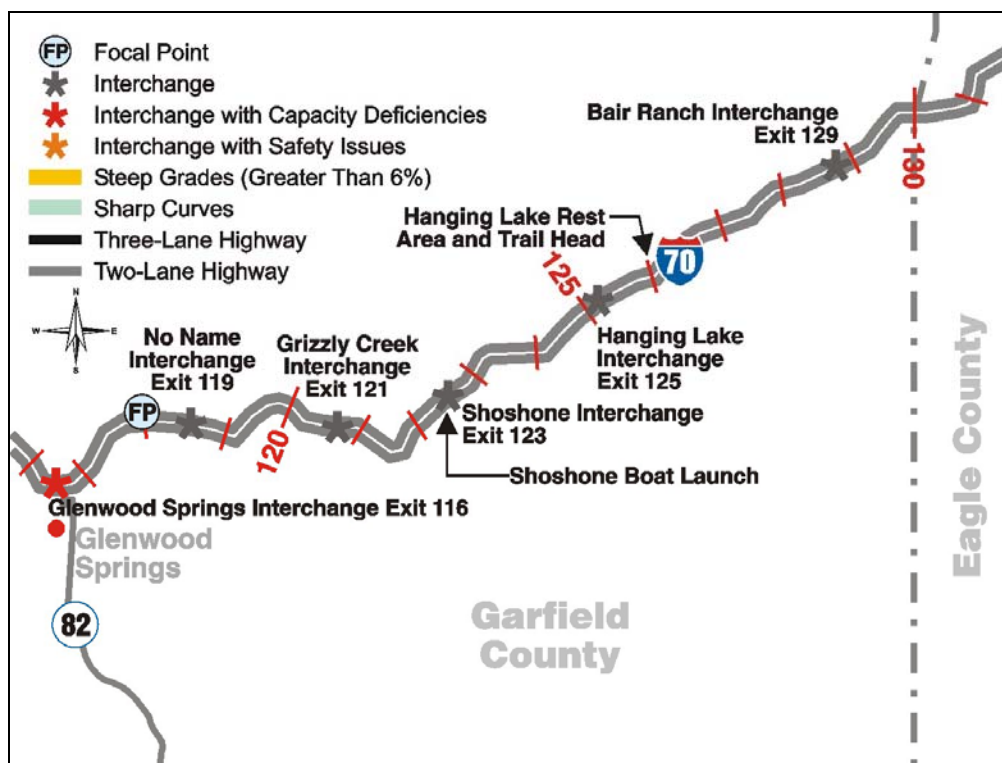 FP Focal Point
Interchange
Interchange with Capacity Deficiencies
Interchange with Safety Issues
Steep Grades (Greater Than 6%)
Sharp Curves
Three-Lane Highway
Two-Lane Highway
N
W E
S
Bair Ranch Interchange
Exit 129
130
Hanging Lake Rest
Area and Trail Head
70
125
Hanging Lake
Interchange
Exit 125
No Name
Interchange
Exit 119
Grizzly Creek
Interchange
Exit 121
FP
120
Shoshone Interchange
Exit 123
Shoshone Boat Launch
Glenwood Springs Interchange Exit 116
Glenwood
Springs
82
Garfield
County
Eagle County